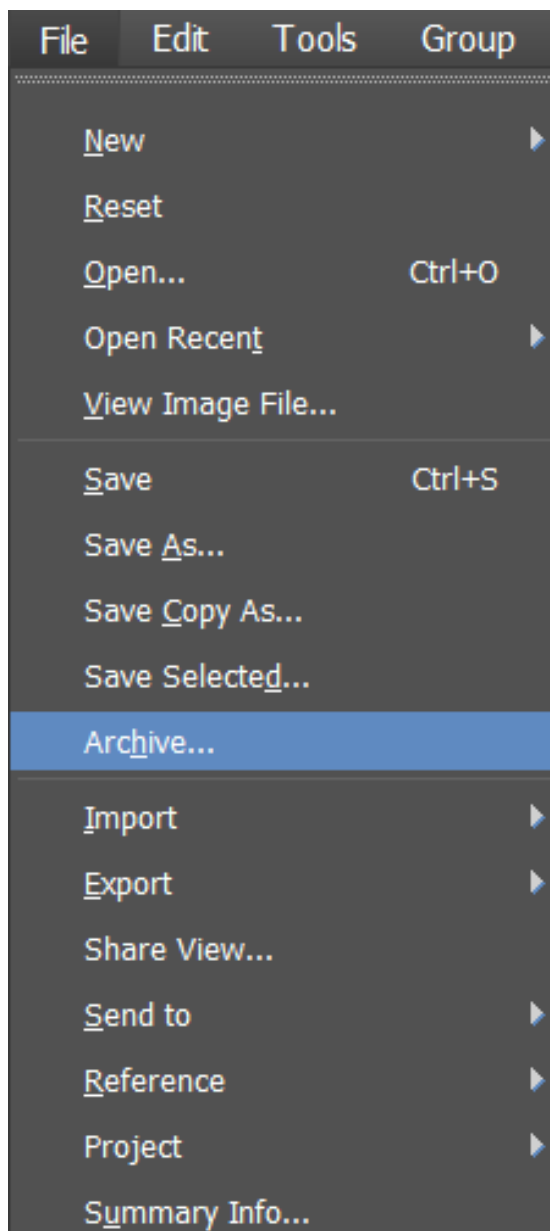 File Edit Tools Group
New
Reset
Open... Ctrl+O
Open Recent
View Image File...
Save Ctrl+S
Save As...
Save Copy As...
Save Selected...
Archive...
Import
Export
Share View...
Send to
Reference
Project
Summary Info...